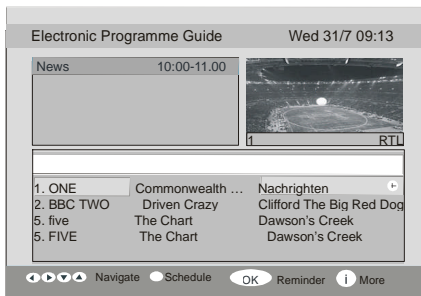 Electronic Programme Guide Wed 31/7 09:13
News 10:00-11.00
1 RTL
1. ONE Commonwealth … Nachrichten
2. BBC TWO Driven Crazy Clifford The Big Red Dog
5. five The Chart Dawson's Creek
5. FIVE The Chart Dawson's Creek
Navigate Schedule OK Reminder i More